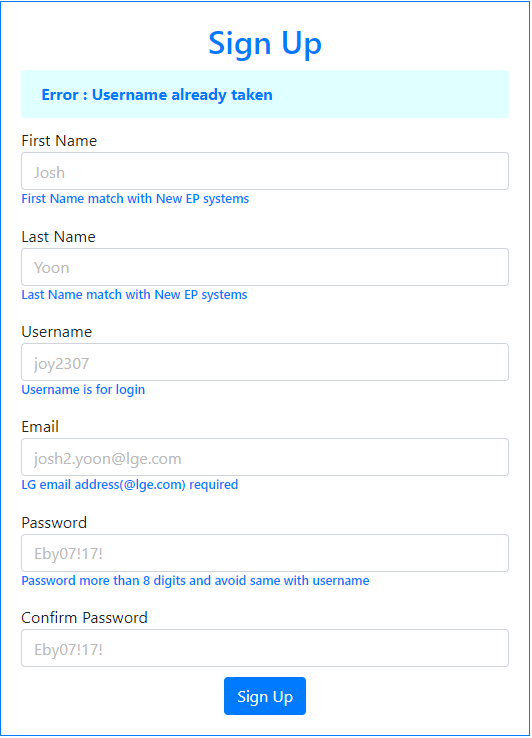 Sign Up
Error : Username already taken
First Name
Josh
First Name match with New EP systems
Last Name
Yoon
Last Name match with New EP systems
Username
joy2307
Username is for login
Email
josh2.yoon@lge.com
LG email address(@lge.com) required
Password
Eby07!17!
Password more than 8 digits and avoid same with username
Confirm Password
Eby07!17!
Sign Up